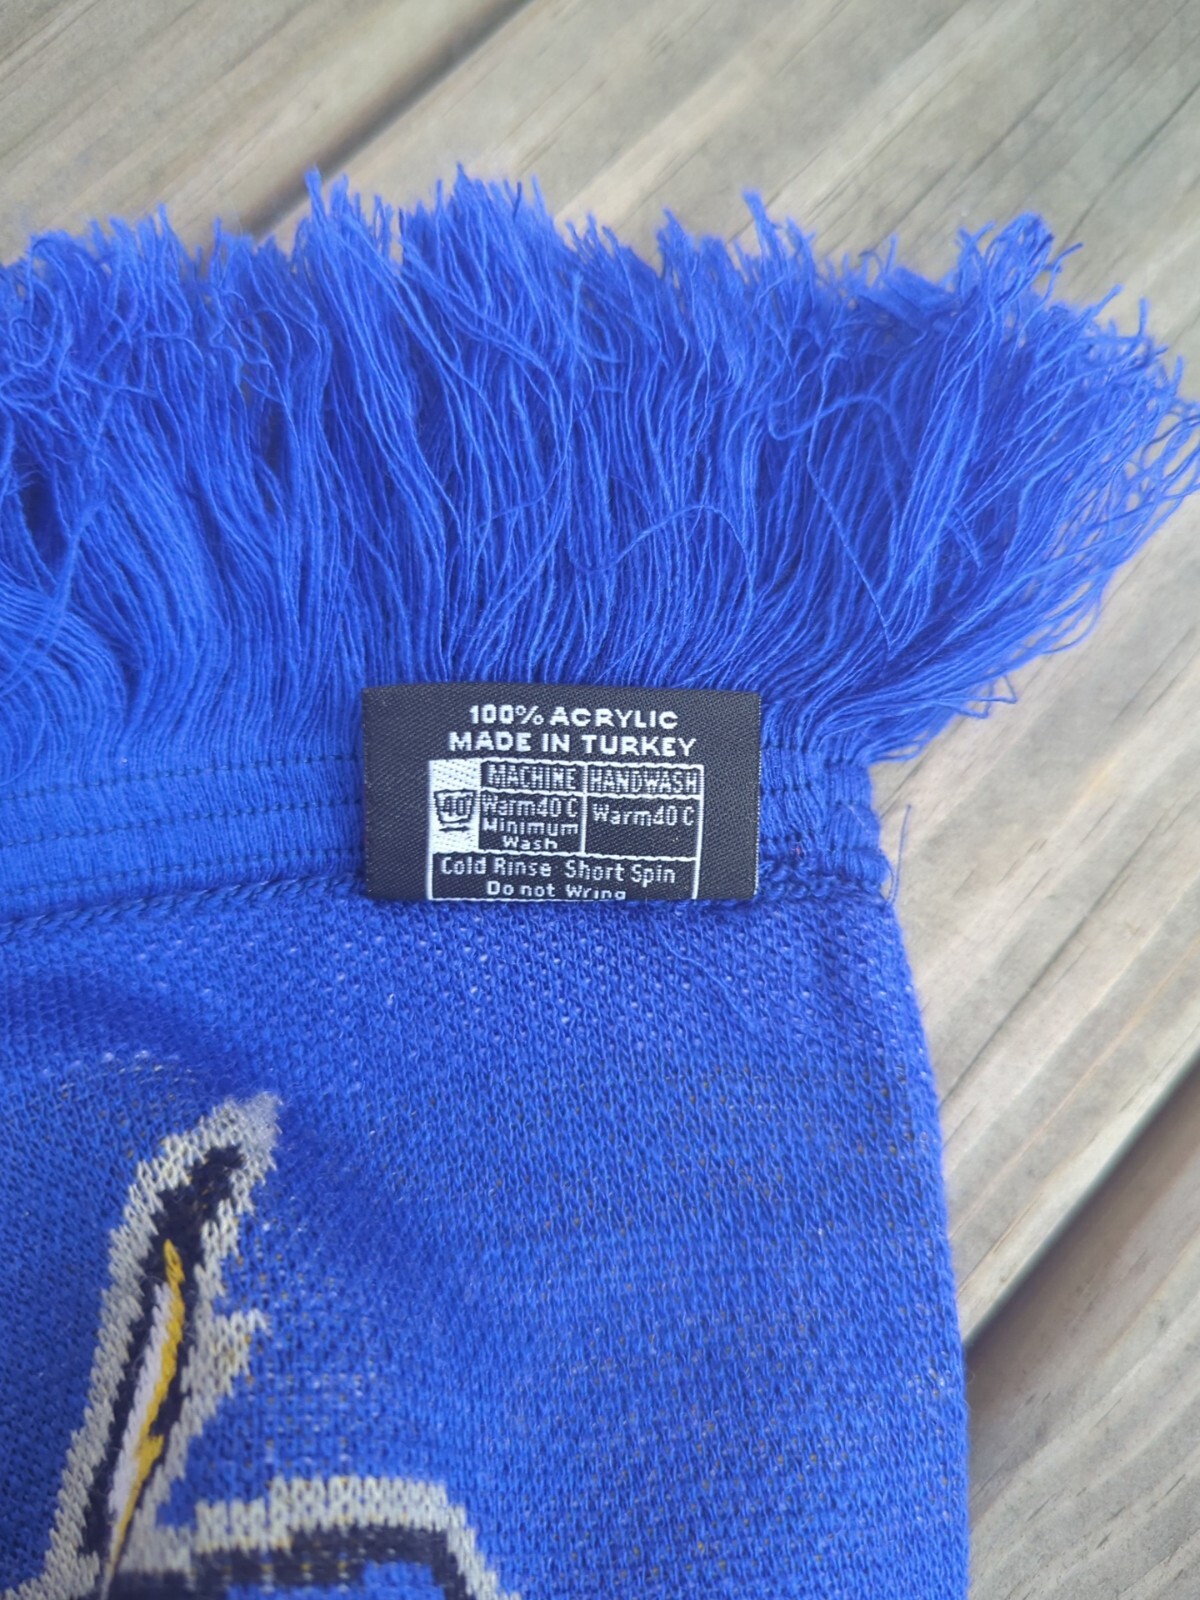 100% ACRYLIC
MADE IN TURKEY
MACHINE HANDWASH
40 Warm40 C Warm40 C
Minimum
Wash
Cold Rinse Short Spin
Do not Wring